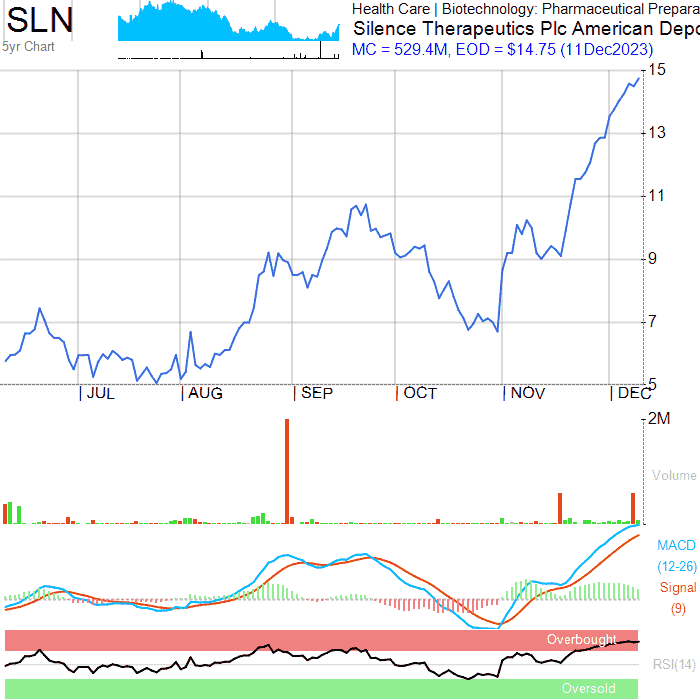 SLN
5yr Chart
Health Care | Biotechnology: Pharmaceutical Prepara
Silence Therapeutics Plc American Depo
MC = 529.4M, EOD = $14.75 (11Dec2023)
15
13
11
9
7
5
JUL
AUG
SEP
OCT
NOV
DEC
2M
Volume
MACD
(12-26)
Signal
(9)
Overbought
RSI(14)
Oversold